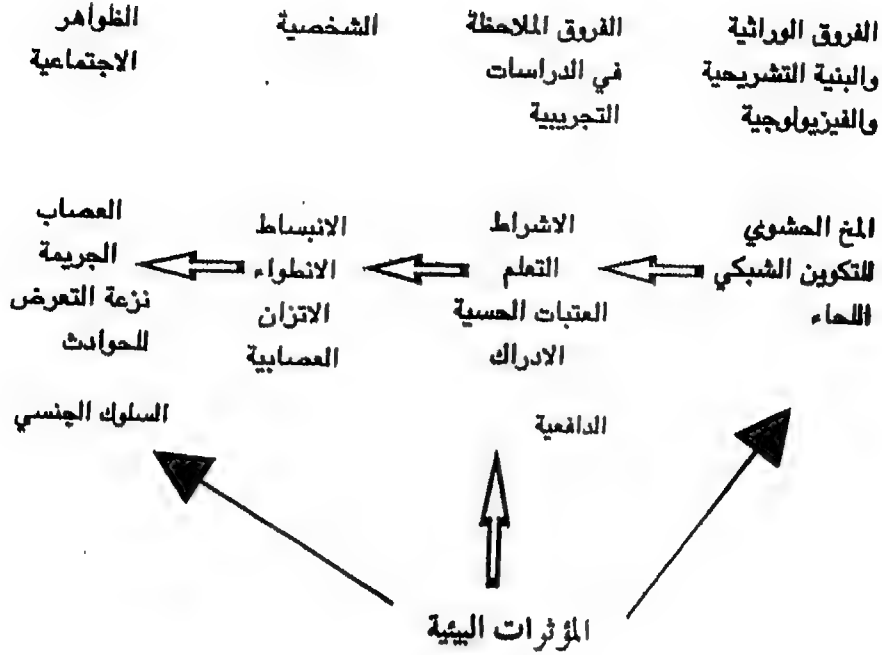 الفروق الوراثية
والبنية التشريحية
والفيزيولوجية
الفروق الملاحظة
في الدراسات
التجريبية
الشخصية
الظواهر
الاجتماعية
المخ الحشوي
للتكوين الشبكي
اللحاء
الاشراط
التعلم
العتبات الحسية
الادراك
الدافعية
الانبساط
الانطواء
الاتزان
العصابية
العصاب
الجريمة
نزعة التعرض
للحوادث
السلوك الجنسي
المؤثرات البيئية